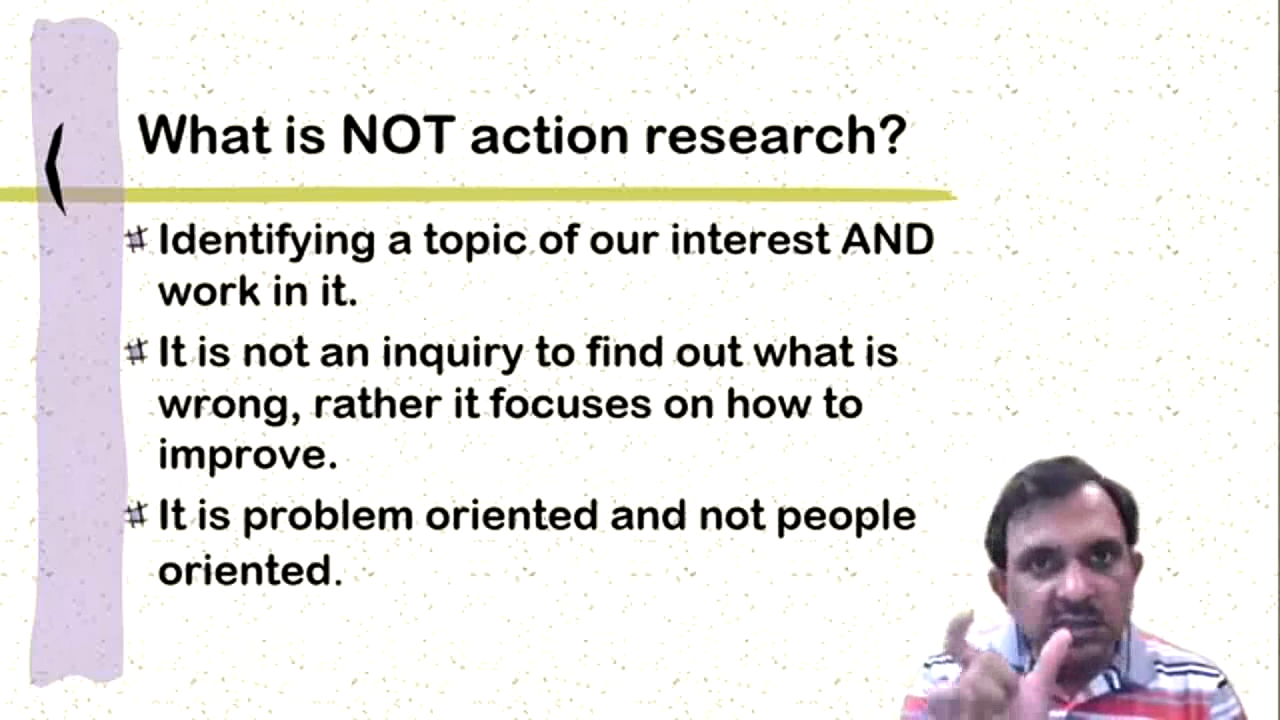 What is NOT action research?
Identifying a topic of our interest AND
work in it.
It is not an inquiry to find out what is
wrong, rather it focuses on how to
improve.
It is problem oriented and not people
oriented.